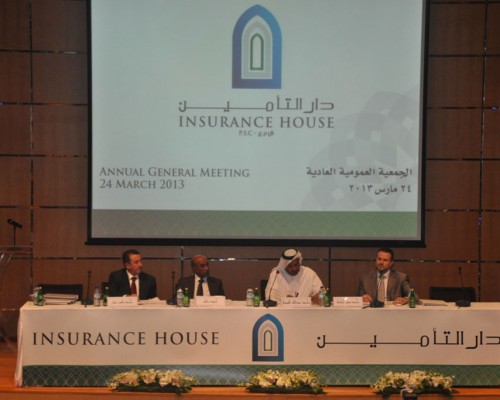 دار التأمين
INSURANCE HOUSE
P.S.C - ش.م.ع
ANNUAL GENERAL MEETING
24 MARCH 2013
الجمعية العمومية العادية
٢٤ مارس ٢٠١٣
INSURANCE HOUSE
دار التأمين